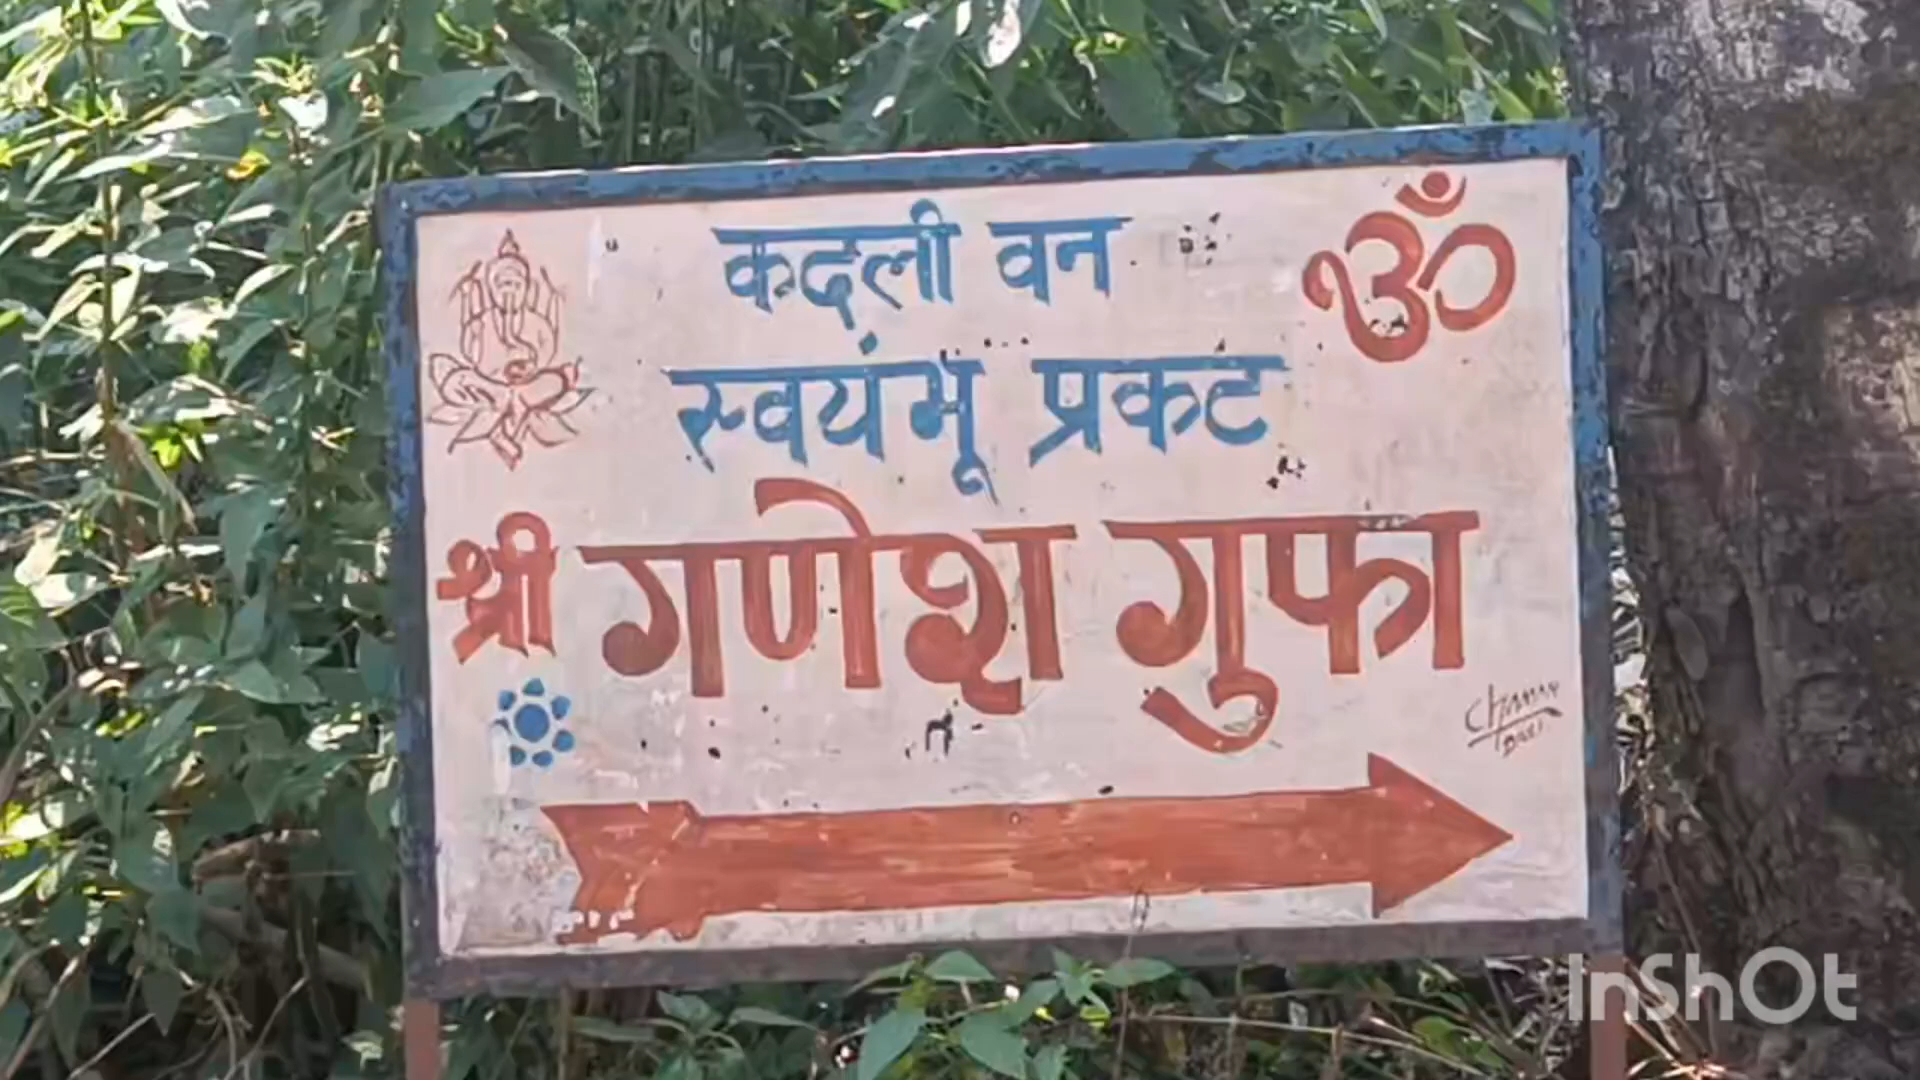 ॐ
कदली वन
स्वयंभू प्रकट
श्री गणेश गुफा
InShOt